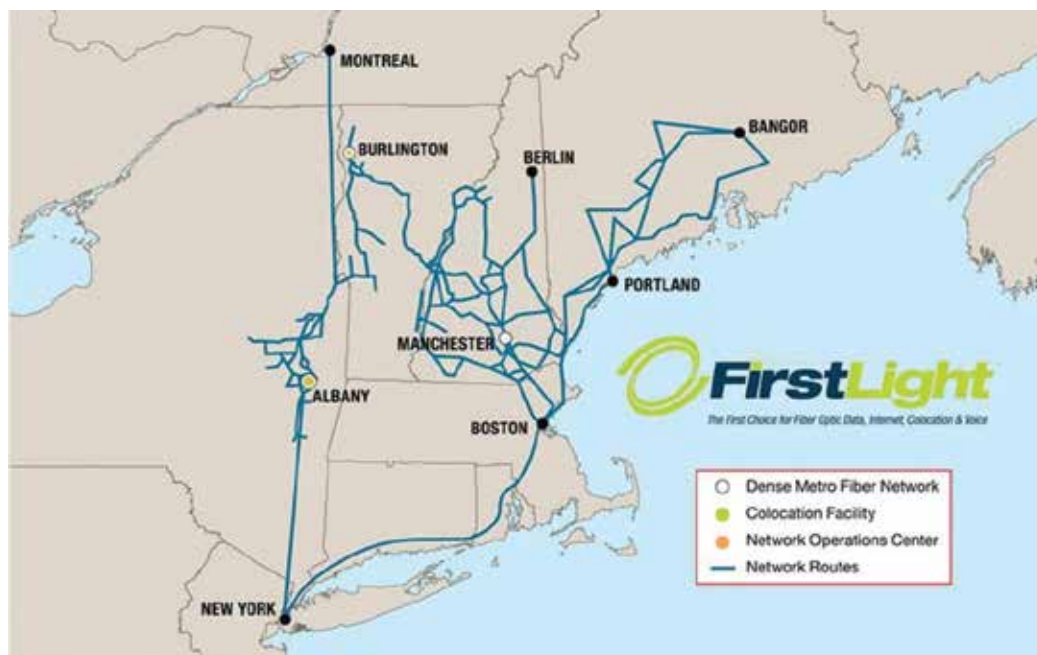 MONTREAL
BURLINGTON
BERLIN
BANGOR
PORTLAND
MANCHESTER
ALBANY
BOSTON
NEW YORK
FirstLight
The First Choice for Fiber Optic Data, Internet, Colocation & Voice
Dense Metro Fiber Network
Colocation Facility
Network Operations Center
Network Routes